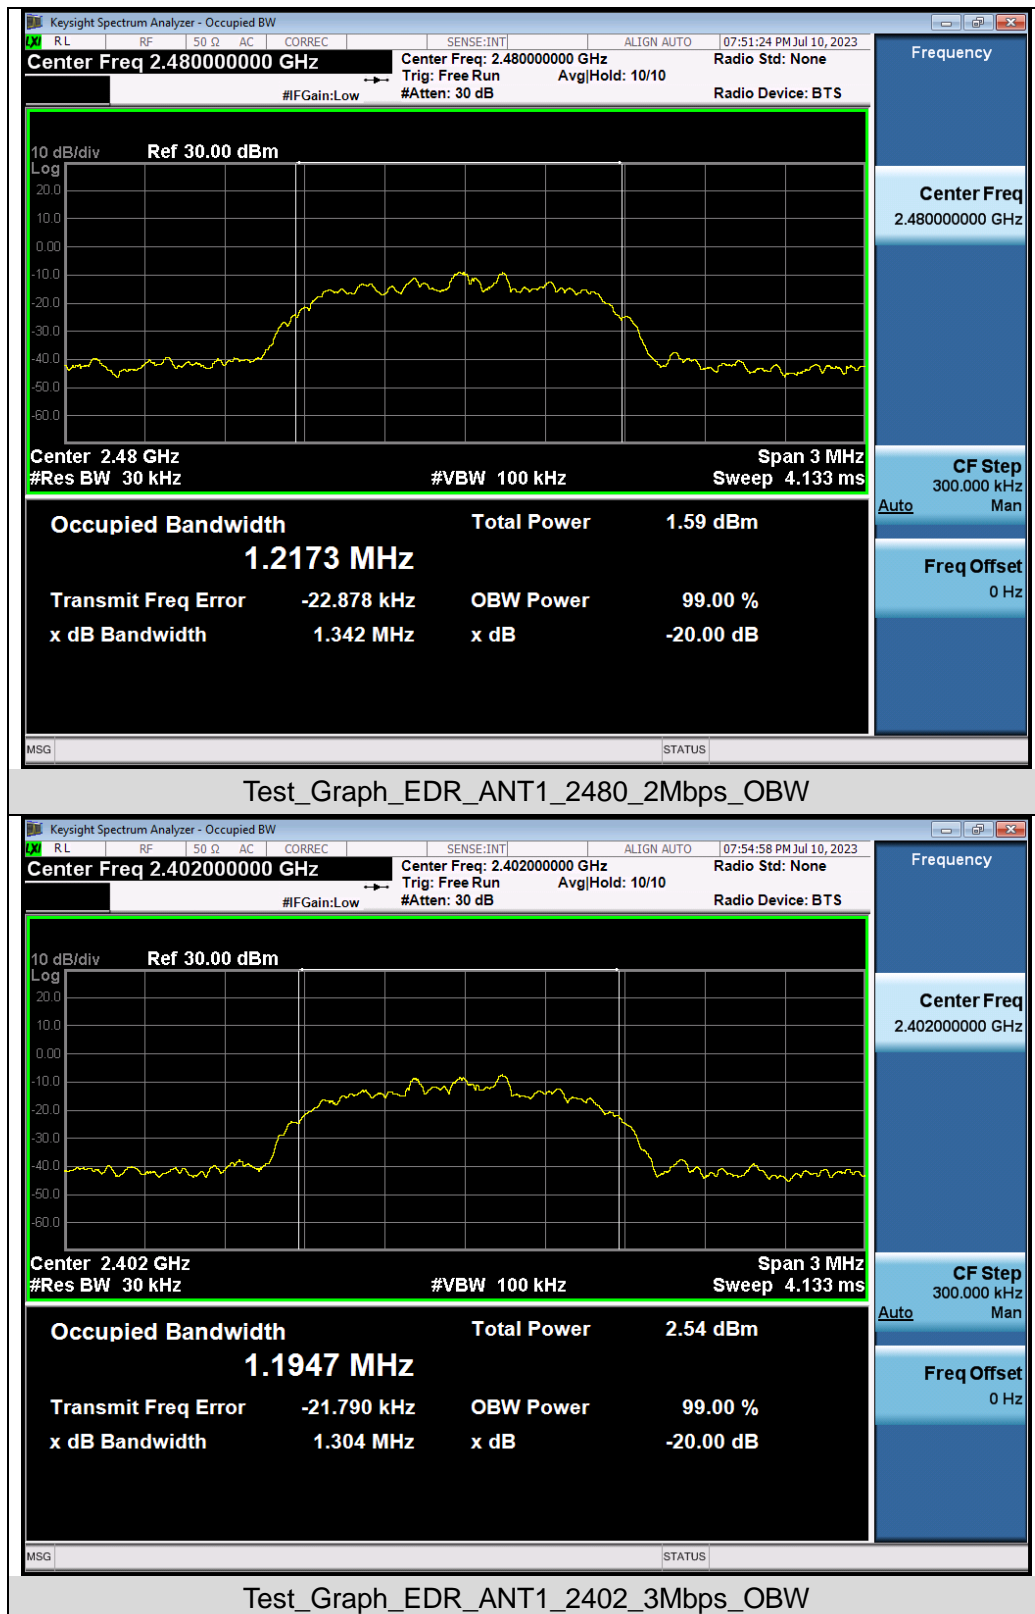 Keysight Spectrum Analyzer - Occupied BW
LXI RL RF 50 Ω AC CORREC SENSE:INT ALIGN AUTO 07:51:24 PM Jul 10, 2023
Center Freq 2.480000000 GHz Center Freq: 2.480000000 GHz Radio Std: None
Trig: Free Run Avg|Hold: 10/10
#IFGain:Low #Atten: 30 dB Radio Device: BTS
Frequency
10 dB/div Ref 30.00 dBm
Log
20.0
10.0
0.00
-10.0
-20.0
-30.0
-40.0
-50.0
-60.0
Center 2.48 GHz Span 3 MHz
#Res BW 30 kHz #VBW 100 kHz Sweep 4.133 ms
Center Freq
2.480000000 GHz
CF Step
300.000 kHz
Auto Man
Freq Offset
0 Hz
Occupied Bandwidth Total Power 1.59 dBm
1.2173 MHz
Transmit Freq Error -22.878 kHz OBW Power 99.00 %
x dB Bandwidth 1.342 MHz x dB -20.00 dB
MSG STATUS
Test_Graph_EDR_ANT1_2480_2Mbps_OBW
Keysight Spectrum Analyzer - Occupied BW
LXI RL RF 50 Ω AC CORREC SENSE:INT ALIGN AUTO 07:54:58 PM Jul 10, 2023
Center Freq 2.402000000 GHz Center Freq: 2.402000000 GHz Radio Std: None
Trig: Free Run Avg|Hold: 10/10
#IFGain:Low #Atten: 30 dB Radio Device: BTS
Frequency
10 dB/div Ref 30.00 dBm
Log
20.0
10.0
0.00
-10.0
-20.0
-30.0
-40.0
-50.0
-60.0
Center 2.402 GHz Span 3 MHz
#Res BW 30 kHz #VBW 100 kHz Sweep 4.133 ms
Center Freq
2.402000000 GHz
CF Step
300.000 kHz
Auto Man
Freq Offset
0 Hz
Occupied Bandwidth Total Power 2.54 dBm
1.1947 MHz
Transmit Freq Error -21.790 kHz OBW Power 99.00 %
x dB Bandwidth 1.304 MHz x dB -20.00 dB
MSG STATUS
Test_Graph_EDR_ANT1_2402_3Mbps_OBW